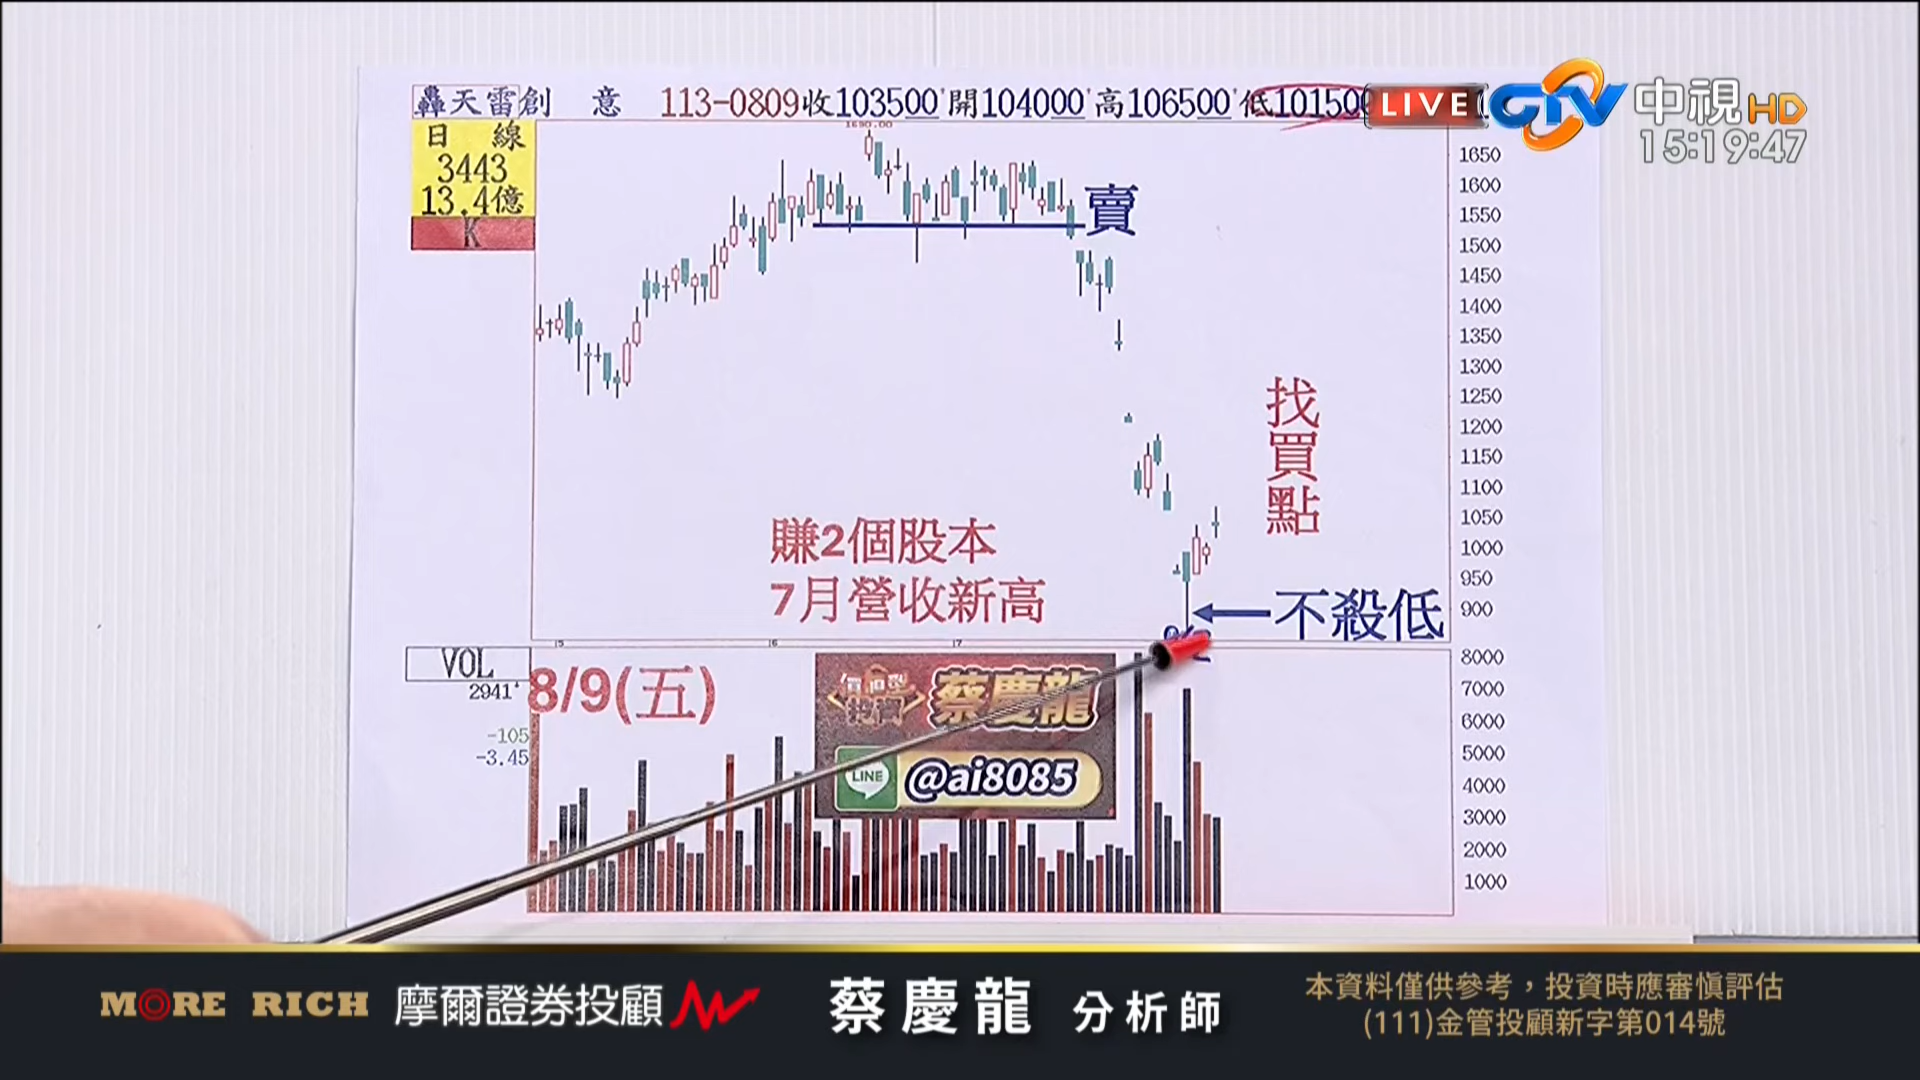 轟天雷創 意 113-0809收103500'開104000'高106500'低10150
LIVE
CTV 中視HD
15:19:47
日 線
3443
13.4億
K
1690.00
賣
1650
1600
1550
1500
1450
1400
1350
1300
1250
1200
1150
1100
1050
1000
950
900
找買點
賺2個股本
7月營收新高
不殺低
5
6
7
VOL
2941'
-105
-3.45
8/9(五)
蔡慶龍
LINE
@ai8085
8000
7000
6000
5000
4000
3000
2000
1000
MORE RICH 摩爾證券投顧
蔡慶龍 分析師
本資料僅供參考，投資時應審慎評估
(111)金管投顧新字第014號